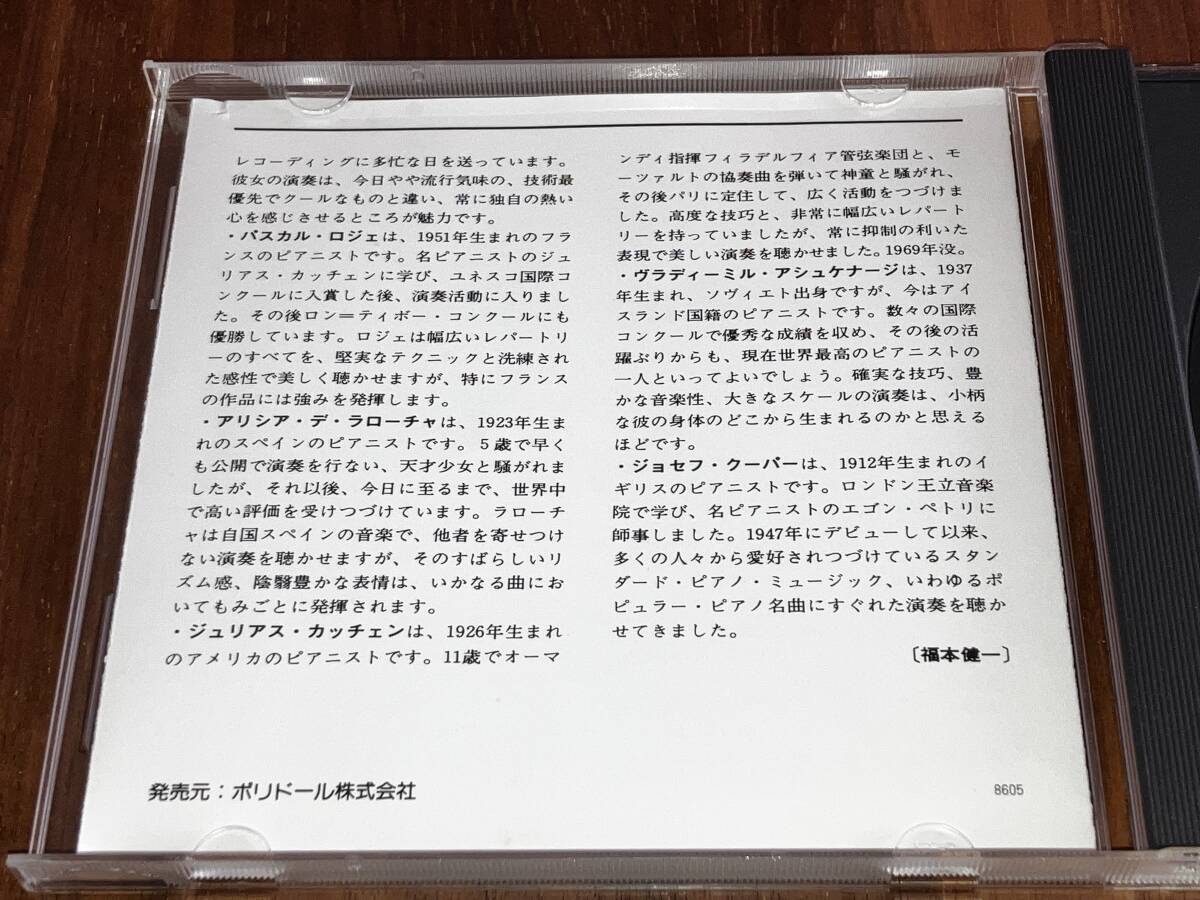 レコーディングに多忙な日を送っています。
彼女の演奏は、今日やや流行気味の、技術最
優先でクールなものと違い、常に独自の熱い
心を感じさせるところが魅力です。
・パスカル・ロジェは、1951年生まれのフラ
ンスのピアニストです。名ピアニストのジュ
リアス・カッチェンに学び、ユネスコ国際コ
ンクールに入賞した後、演奏活動に入りまし
た。その後ロン＝ティボー・コンクールにも
優勝しています。ロジェは幅広いレパートリ
ーのすべてを、堅実なテクニックと洗練され
た感性で美しく聴かせますが、特にフランス
の作品には強みを発揮します。
・アリシア・デ・ラローチャは、1923年生ま
れのスペインのピアニストです。5歳で早く
も公開で演奏を行ない、天才少女と騒がれま
したが、それ以後、今日に至るまで、世界中
で高い評価を受けつづけています。ラローチ
ャは自国スペインの音楽で、他者を寄せつけ
ない演奏を聴かせますが、そのすばらしいリ
ズム感、陰翳豊かな表情は、いかなる曲にお
いてもみごとに発揮されます。
・ジュリアス・カッチェンは、1926年生まれ
のアメリカのピアニストです。11歳でオーマ
ンディ指揮フィラデルフィア管弦楽団と、モ
ーツァルトの協奏曲を弾いて神童と騒がれ、
その後パリに定住して、広く活動をつづけま
した。高度な技巧と、非常に幅広いレパート
リーを持っていましたが、常に抑制の利いた
表現で美しい演奏を聴かせました。1969年没。
・ヴラディーミル・アシュケナージは、1937
年生まれ、ソヴィエト出身ですが、今はアイ
スランド国籍のピアニストです。数々の国際
コンクールで優秀な成績を収め、その後の活
躍ぶりからも、現在世界最高のピアニストの
一人といってよいでしょう。確実な技巧、豊
かな音楽性、大きなスケールの演奏は、小柄
な彼の身体のどこから生まれるのかと思える
ほどです。
・ジョセフ・クーパーは、1912年生まれのイ
ギリスのピアニストです。ロンドン王立音楽
院で学び、名ピアニストのエゴン・ペトリに
師事しました。1947年にデビューして以来、
多くの人々から愛好されつづけているスタン
ダード・ピアノ・ミュージック、いわゆるポ
ピュラー・ピアノ名曲にすぐれた演奏を聴か
せてきました。
〔福本健一〕
発売元：ポリドール株式会社
8605